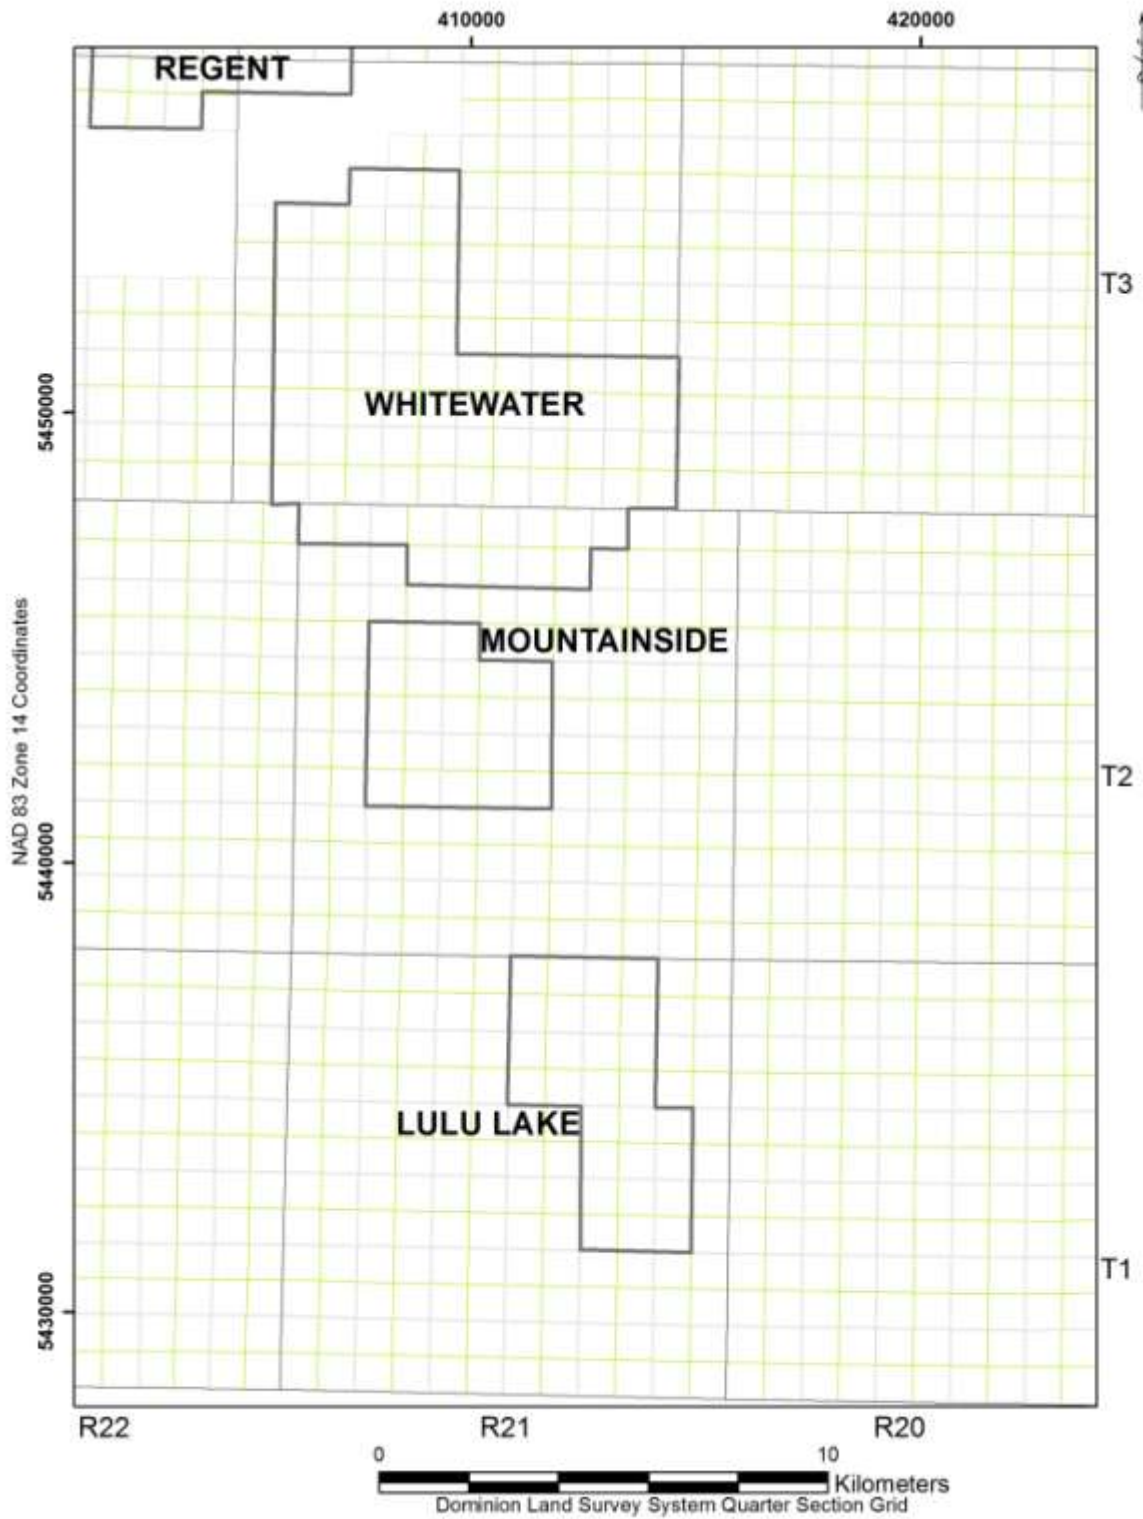 410000
420000
REGENT
T3
5450000
WHITEWATER
MOUNTAINSIDE
NAD 83 Zone 14 Coordinates
T2
5440000
LULU LAKE
T1
5430000
R22
R21
R20
0
10
Kilometers
Dominion Land Survey System Quarter Section Grid